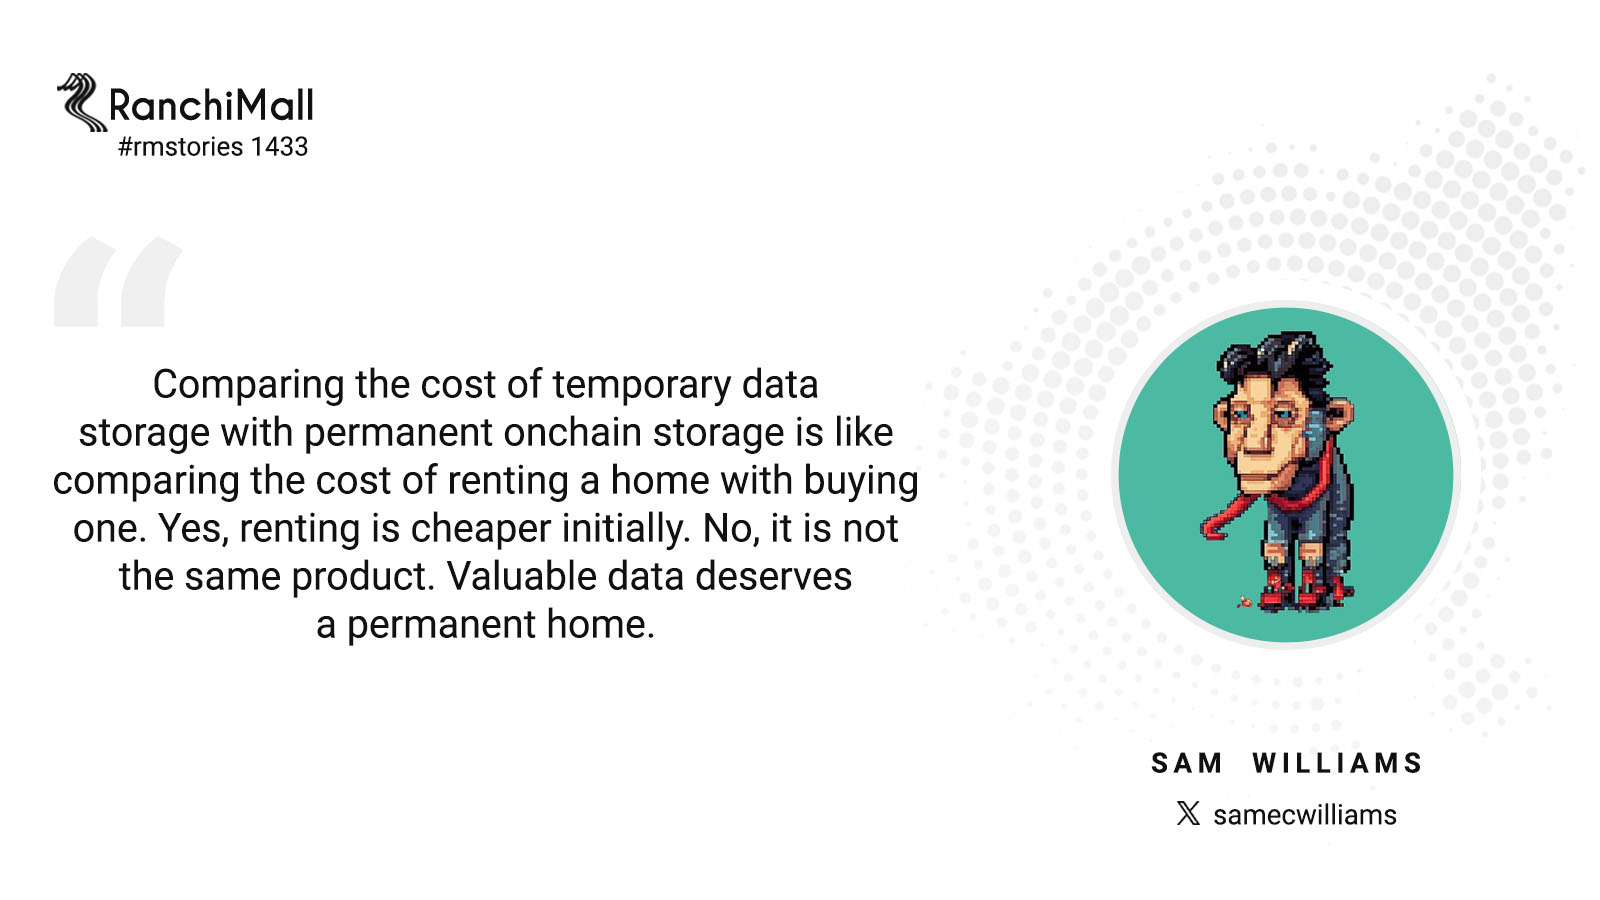 RanchiMall
#rmstories 1433
“
Comparing the cost of temporary data
storage with permanent onchain storage is like
comparing the cost of renting a home with buying
one. Yes, renting is cheaper initially. No, it is not
the same product. Valuable data deserves
a permanent home.
SAM WILLIAMS
𝕏 samecwilliams